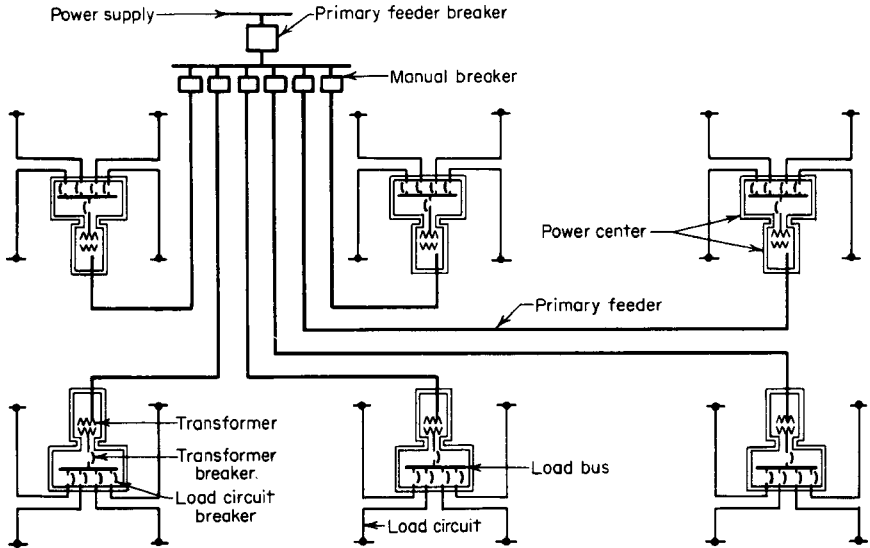 Power supply
Primary feeder breaker
Manual breaker
Power center
Primary feeder
Transformer
Transformer
breaker.
Load circuit
breaker
Load bus
Load circuit